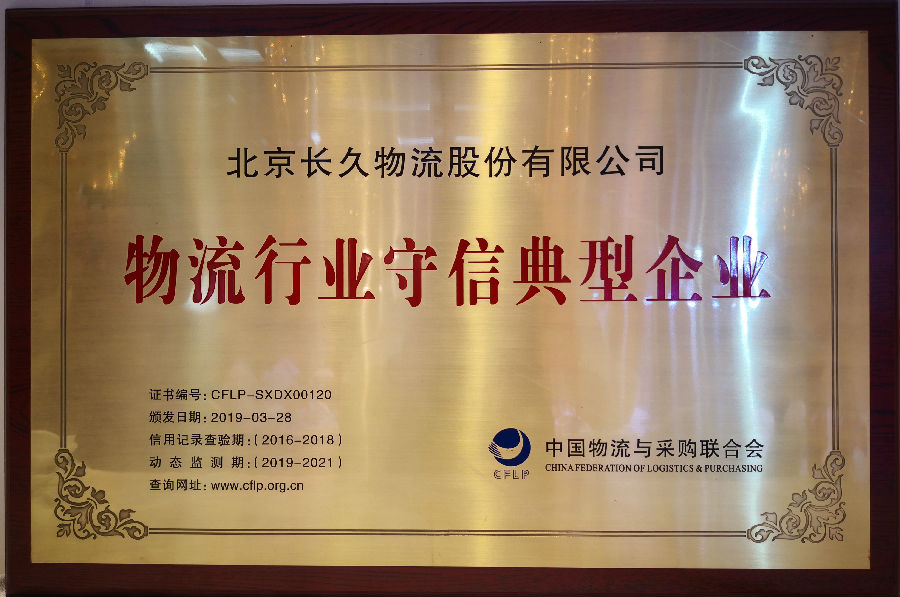 北京长久物流股份有限公司
物流行业守信典型企业
证书编号：CFLP-SXDX00120
颁发日期：2019-03-28
信用记录查验期：(2016-2018)
动态监测期：(2019-2021)
查询网址：www.cflp.org.cn
CFLP
中国物流与采购联合会
CHINA FEDERATION OF LOGISTICS & PURCHASING